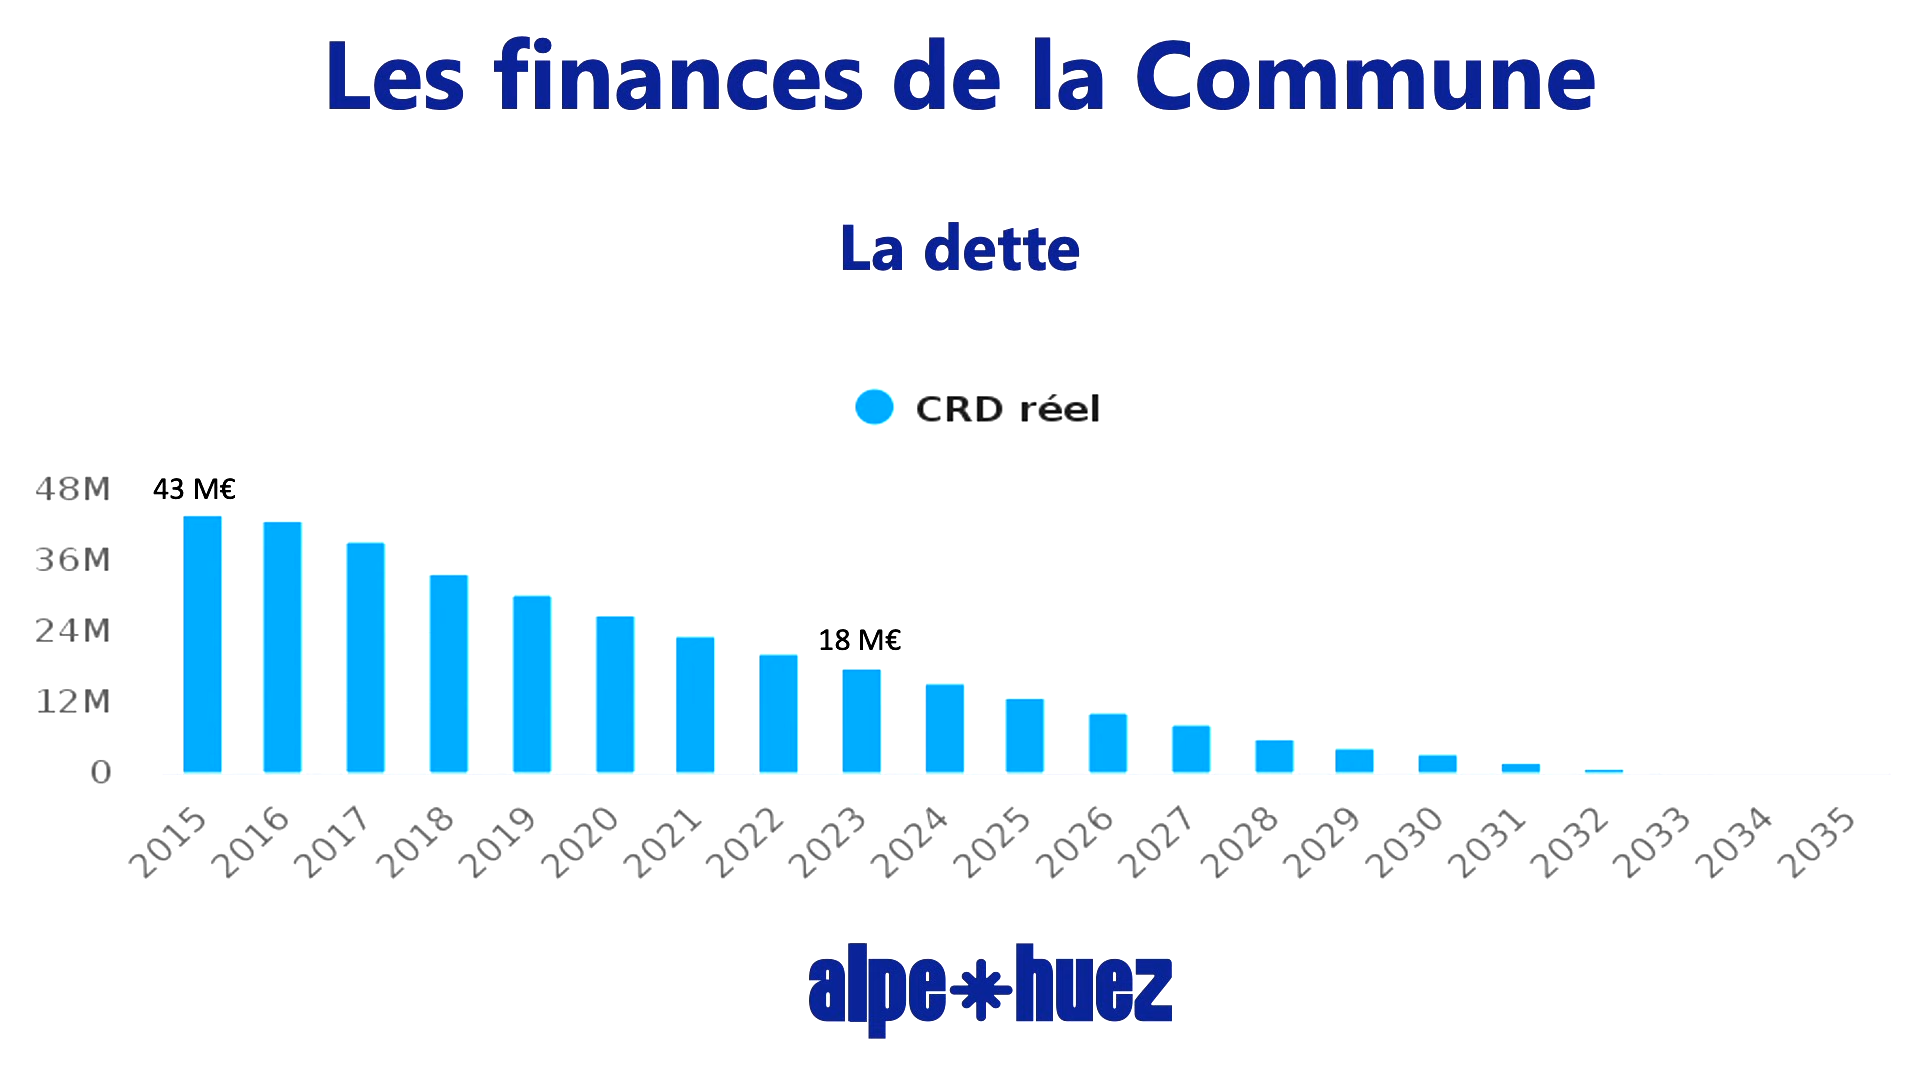 Les finances de la Commune
La dette
CRD réel
48M
43 M€
36M
24M
18 M€
12M
0
2015 2016 2017 2018 2019 2020 2021 2022 2023 2024 2025 2026 2027 2028 2029 2030 2031 2032 2033 2034 2035
alpe*huez